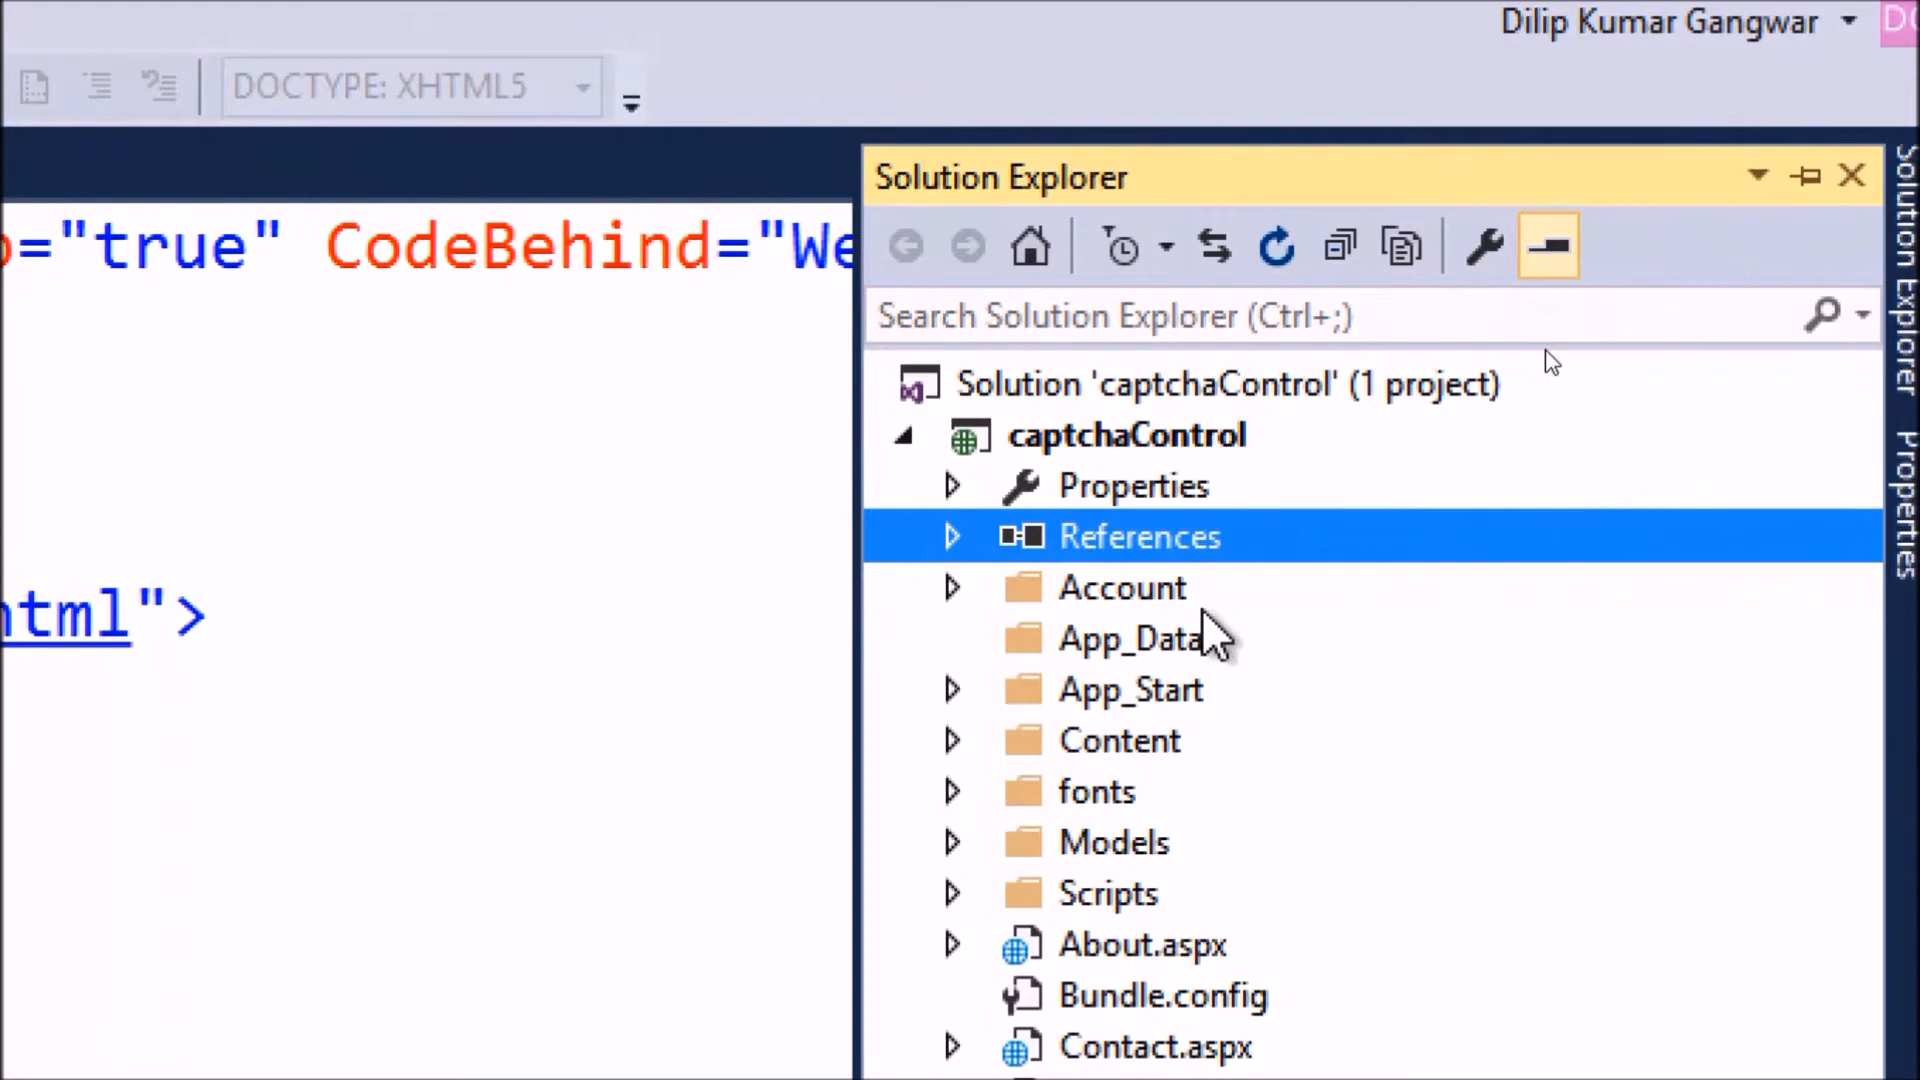 Dilip Kumar Gangwar
DOCTYPE: XHTML5
Solution Explorer
="true" CodeBehind="We
Search Solution Explorer (Ctrl+;)
Solution 'captchaControl' (1 project)
captchaControl
Properties
References
html">
Account
App_Data
App_Start
Content
fonts
Models
Scripts
About.aspx
Bundle.config
Contact.aspx
Solution Explorer
Properties